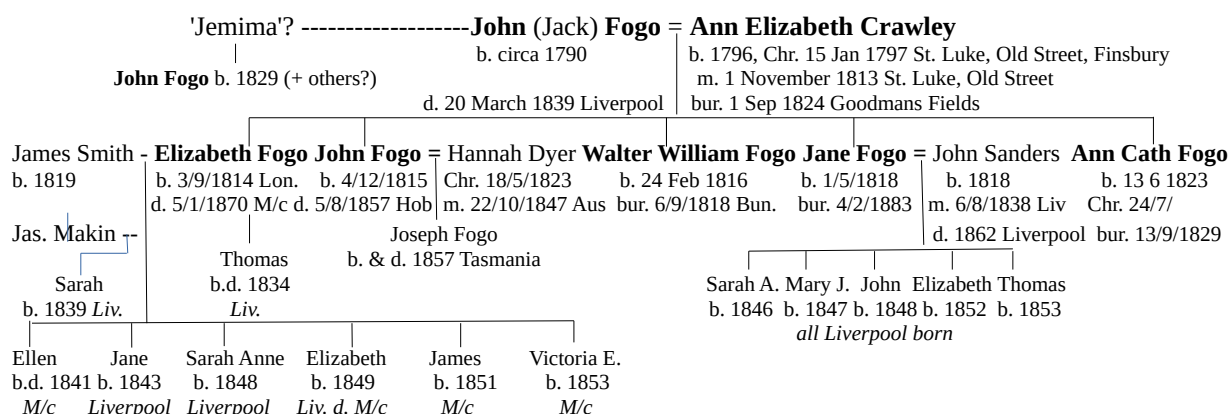 'Jemima'? -------------------John (Jack) Fogo = Ann Elizabeth Crawley
b. circa 1790 b. 1796, Chr. 15 Jan 1797 St. Luke, Old Street, Finsbury
John Fogo b. 1829 (+ others?) m. 1 November 1813 St. Luke, Old Street
d. 20 March 1839 Liverpool bur. 1 Sep 1824 Goodmans Fields
James Smith - Elizabeth Fogo John Fogo = Hannah Dyer Walter William Fogo Jane Fogo = John Sanders Ann Cath Fogo
b. 1819 b. 3/9/1814 Lon. b. 4/12/1815 Chr. 18/5/1823 b. 24 Feb 1816 b. 1/5/1818 b. 1818 b. 13 6 1823
d. 5/1/1870 M/c d. 5/8/1857 Hob m. 22/10/1847 Aus bur. 6/9/1818 Bun. bur. 4/2/1883 m. 6/8/1838 Liv Chr. 24/7/
Jas. Makin -- Joseph Fogo d. 1862 Liverpool bur. 13/9/1829
Thomas b. & d. 1857 Tasmania
Sarah b.d. 1834 Sarah A. Mary J. John Elizabeth Thomas
b. 1839 Liv. Liv. b. 1846 b. 1847 b. 1848 b. 1852 b. 1853
all Liverpool born
Ellen Jane Sarah Anne Elizabeth James Victoria E.
b.d. 1841 b. 1843 b. 1848 b. 1849 b. 1851 b. 1853
M/c Liverpool Liverpool Liv. d. M/c M/c M/c